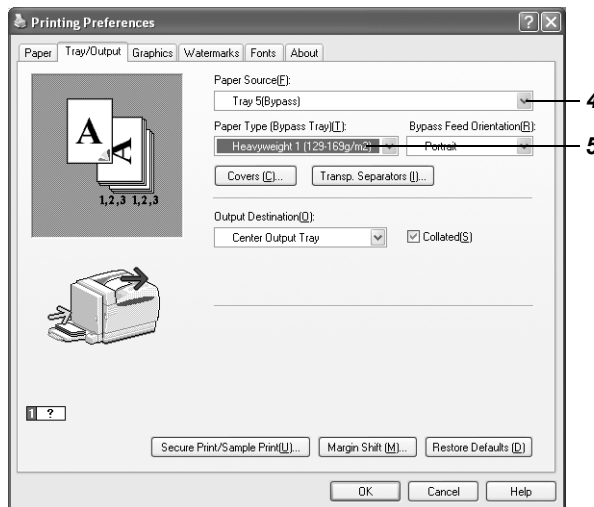 Printing Preferences
Paper Tray/Output Graphics Watermarks Fonts About
Paper Source(F):
Tray 5(Bypass)
4
Paper Type (Bypass Tray)(T): Bypass Feed Orientation(R):
Heavyweight 1 (129-169g/m2) Portrait
5
Covers (C)... Transp. Separators (I)...
A A
1,2,3 1,2,3
Output Destination(O):
Center Output Tray Collated(S)
1 ?
Secure Print/Sample Print(U)... Margin Shift (M)... Restore Defaults (D)
OK Cancel Help